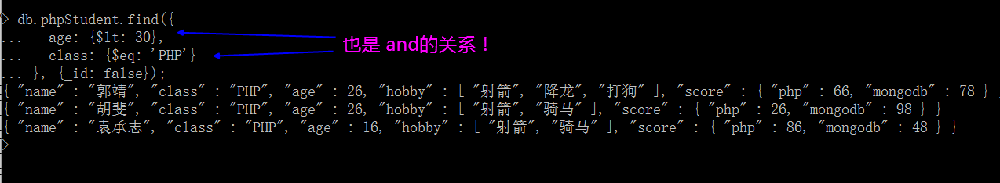 > db.phpStudent.find({
... age: {$lt: 30},
... class: {$eq: 'PHP'}
... }, {_id: false});
也是 and的关系！
{ "name" : "郭靖", "class" : "PHP", "age" : 26, "hobby" : [ "射箭", "降龙", "打狗" ], "score" : { "php" : 66, "mongodb" : 78 } }
{ "name" : "胡斐", "class" : "PHP", "age" : 26, "hobby" : [ "射箭", "骑马" ], "score" : { "php" : 26, "mongodb" : 98 } }
{ "name" : "袁承志", "class" : "PHP", "age" : 16, "hobby" : [ "射箭", "骑马" ], "score" : { "php" : 86, "mongodb" : 48 } }
>